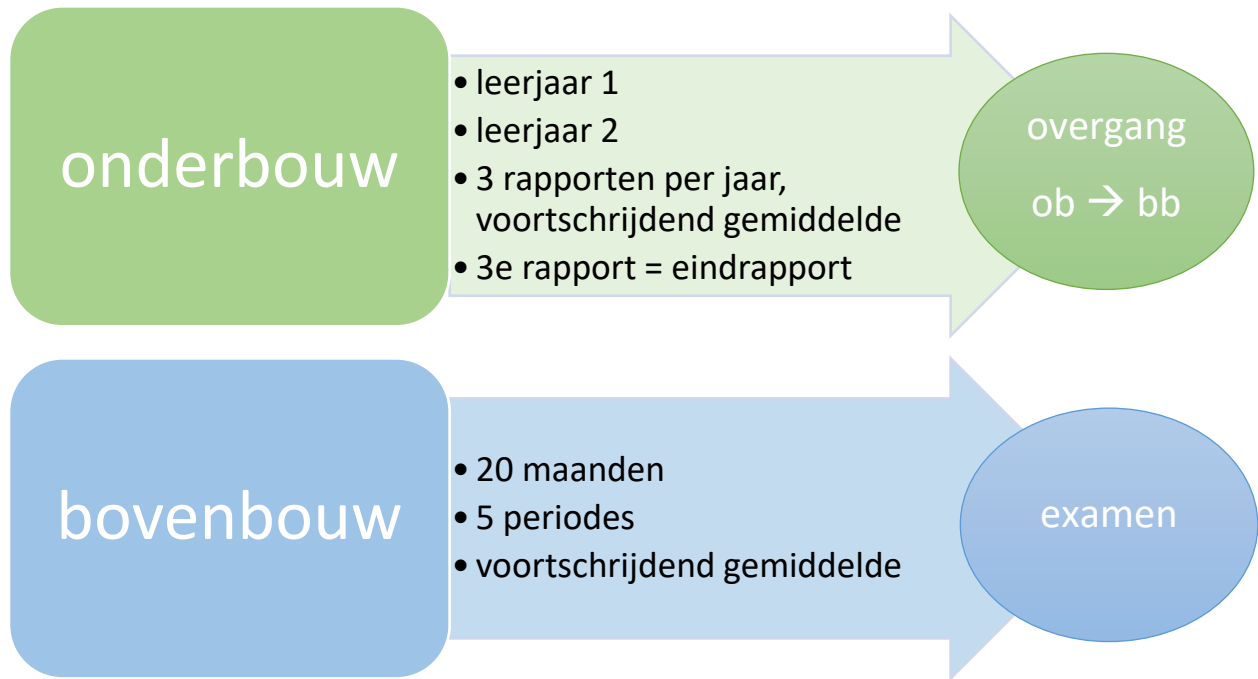 onderbouw
• leerjaar 1
• leerjaar 2
• 3 rapporten per jaar,
voortschrijdend gemiddelde
• 3e rapport = eindrapport
overgang
ob → bb
bovenbouw
• 20 maanden
• 5 periodes
• voortschrijdend gemiddelde
examen